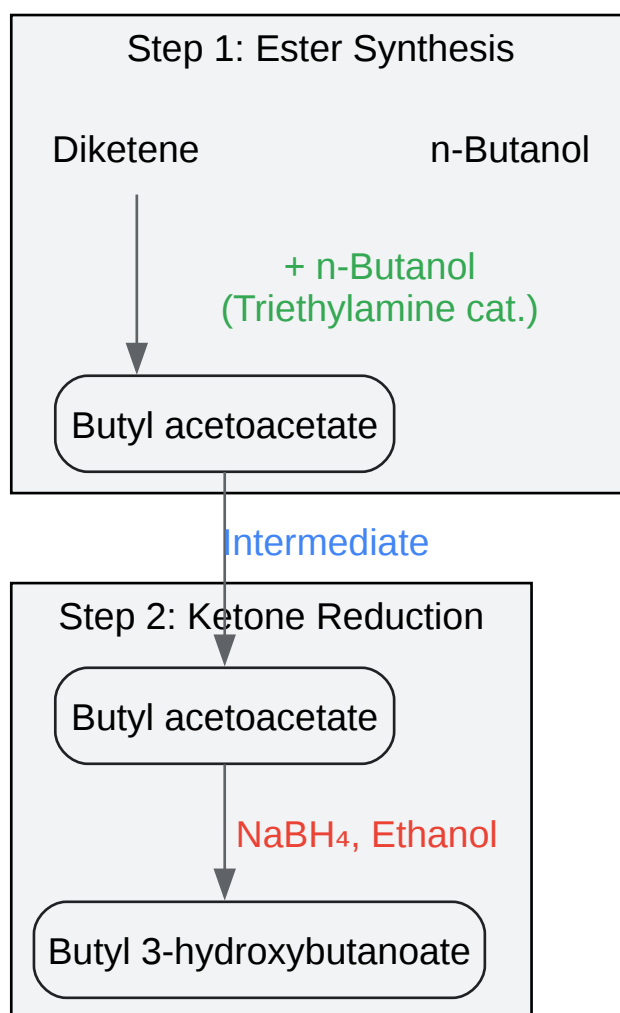 Step 1: Ester Synthesis
Diketene
n-Butanol
+ n-Butanol
(Triethylamine cat.)
Butyl acetoacetate
Intermediate
Step 2: Ketone Reduction
Butyl acetoacetate
NaBH₄, Ethanol
Butyl 3-hydroxybutanoate